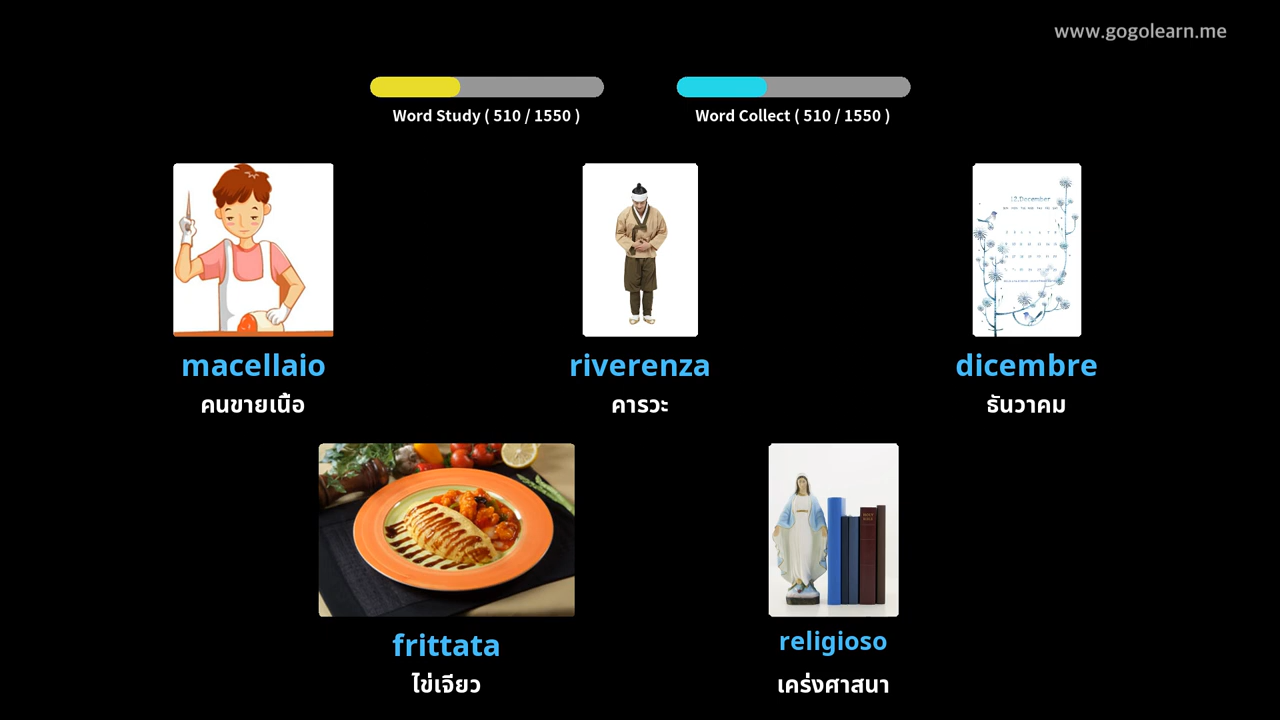 www.gogolearn.me
Word Study ( 510 / 1550 )
Word Collect ( 510 / 1550 )
12.December
macellaio
riverenza
dicembre
คนขายเนื้อ
คารวะ
ธันวาคม
frittata
religioso
ไข่เจียว
เคร่งศาสนา